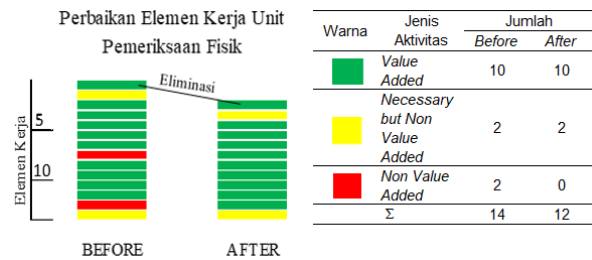 Perbaikan Elemen Kerja Unit
Pemeriksaan Fisik
Eliminasi
Elemen Kerja
5
10
BEFORE AFTER
Warna Jenis Aktivitas Jumlah
Before After
Value Added 10 10
Necessary but Non Value Added 2 2
Non Value Added 2 0
Σ 14 12